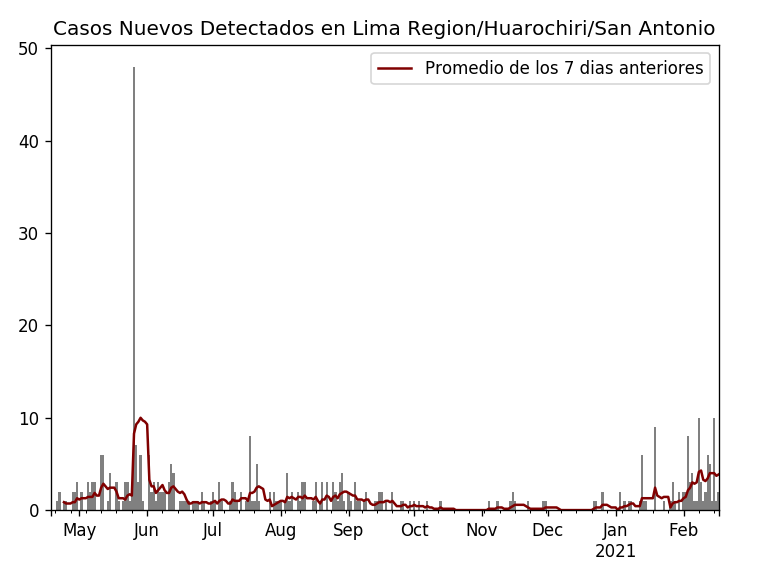 Casos Nuevos Detectados en Lima Region/Huarochiri/San Antonio
Promedio de los 7 dias anteriores
50
40
30
20
10
0
May Jun Jul Aug Sep Oct Nov Dec Jan Feb
2021